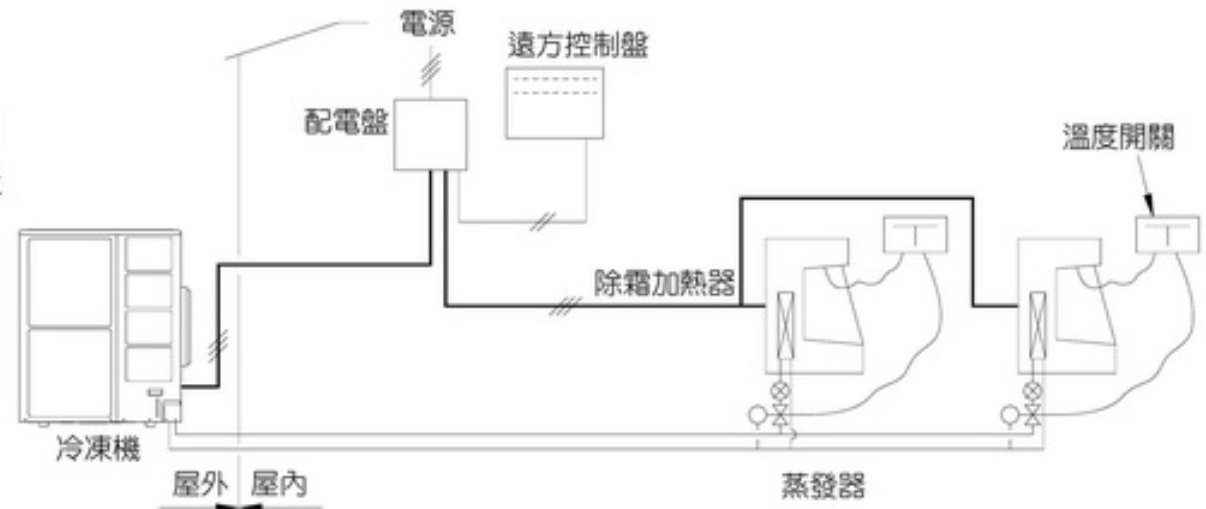 電源
遠方控制盤
配電盤
溫度開關
除霜加熱器
冷凍機
屋外
屋內
蒸發器